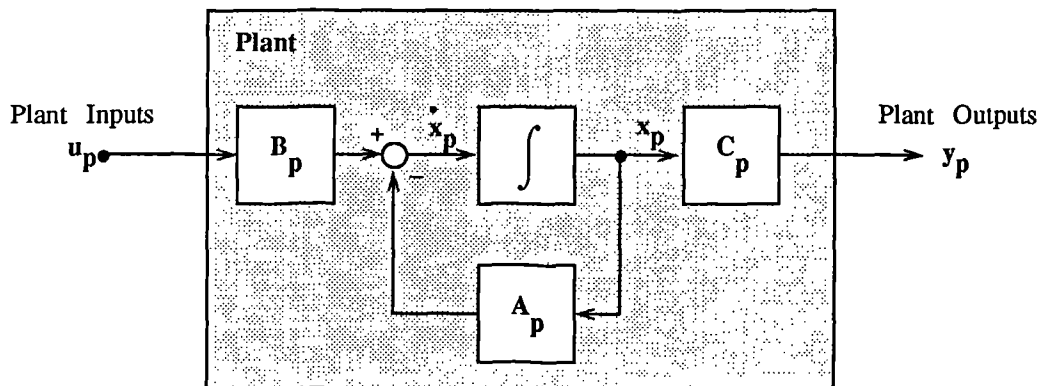 Plant
Plant Inputs
u_p
B_p
+
−
ẋ_p
∫
x_p
C_p
Plant Outputs
y_p
A_p